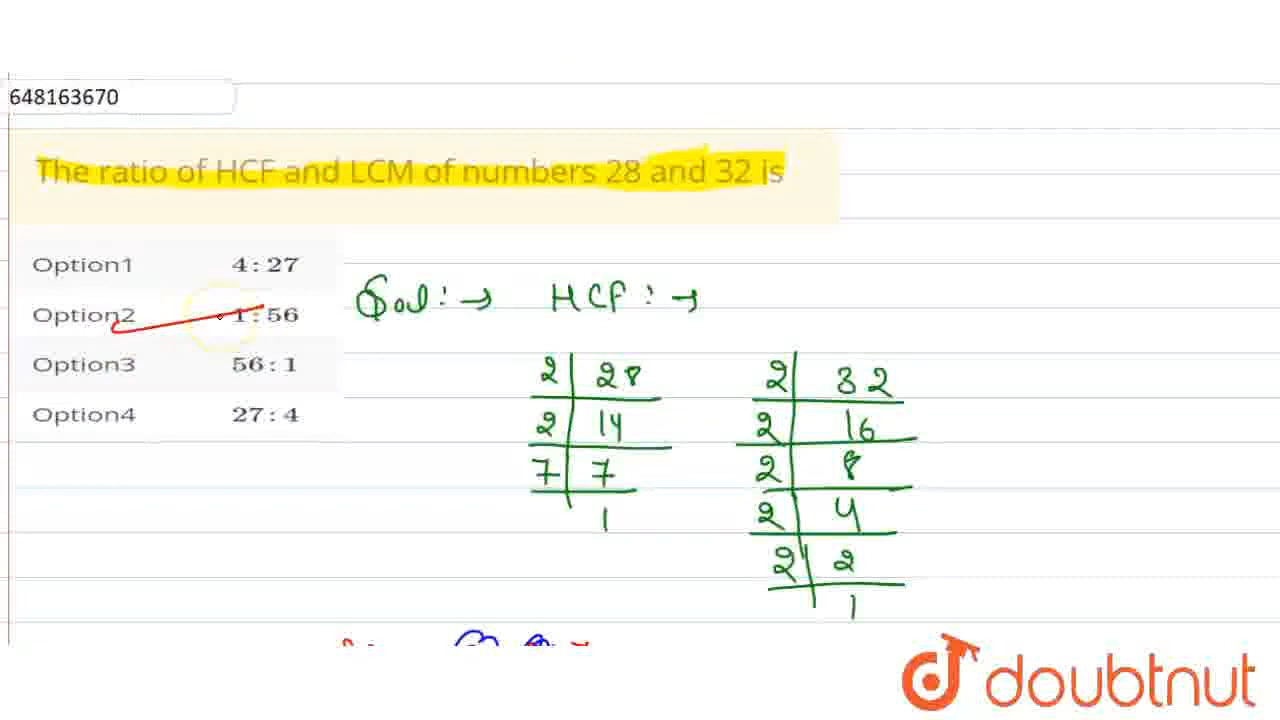 648163670
The ratio of HCF and LCM of numbers 28 and 32 is
Option1 4 : 27
Option2 1 : 56
Option3 56 : 1
Option4 27 : 4
Sol : → HCF : →
2 28
2 14
7 7
1
2 32
2 16
2 8
2 4
2 2
1
doubtnut